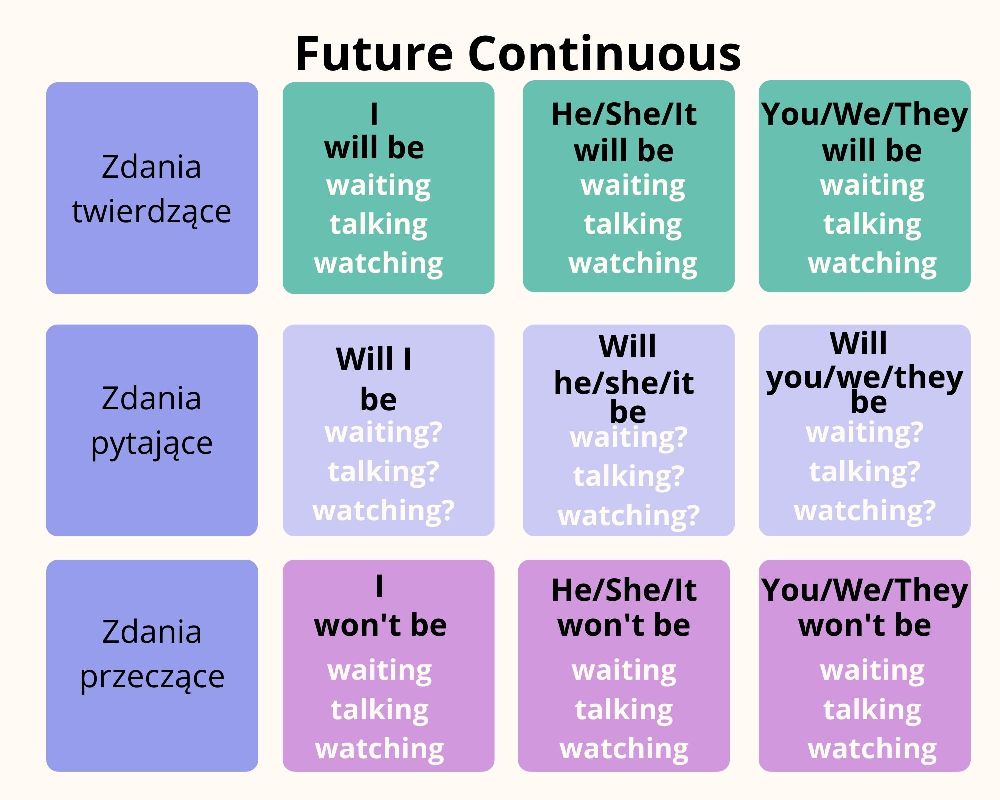 Future Continuous
Zdania
twierdzące
I
will be
waiting
talking
watching
He/She/It
will be
waiting
talking
watching
You/We/They
will be
waiting
talking
watching
Zdania
pytające
Will I
be
waiting?
talking?
watching?
Will
he/she/it
be
waiting?
talking?
watching?
Will
you/we/they
be
waiting?
talking?
watching?
Zdania
przeczące
I
won't be
waiting
talking
watching
He/She/It
won't be
waiting
talking
watching
You/We/They
won't be
waiting
talking
watching